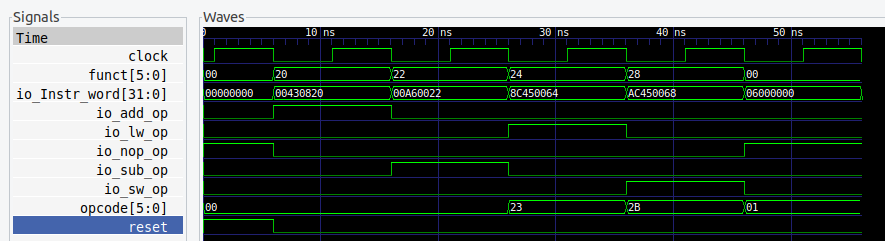 Signals
Waves
Time
0 10 ns 20 ns 30 ns 40 ns 50 ns
clock
funct[5:0] 00 20 22 24 28 00
io_Instr_word[31:0] 00000000 00430820 00A60022 8C450064 AC450068 06000000
io_add_op
io_lw_op
io_nop_op
io_sub_op
io_sw_op
opcode[5:0] 00 23 2B 01
reset